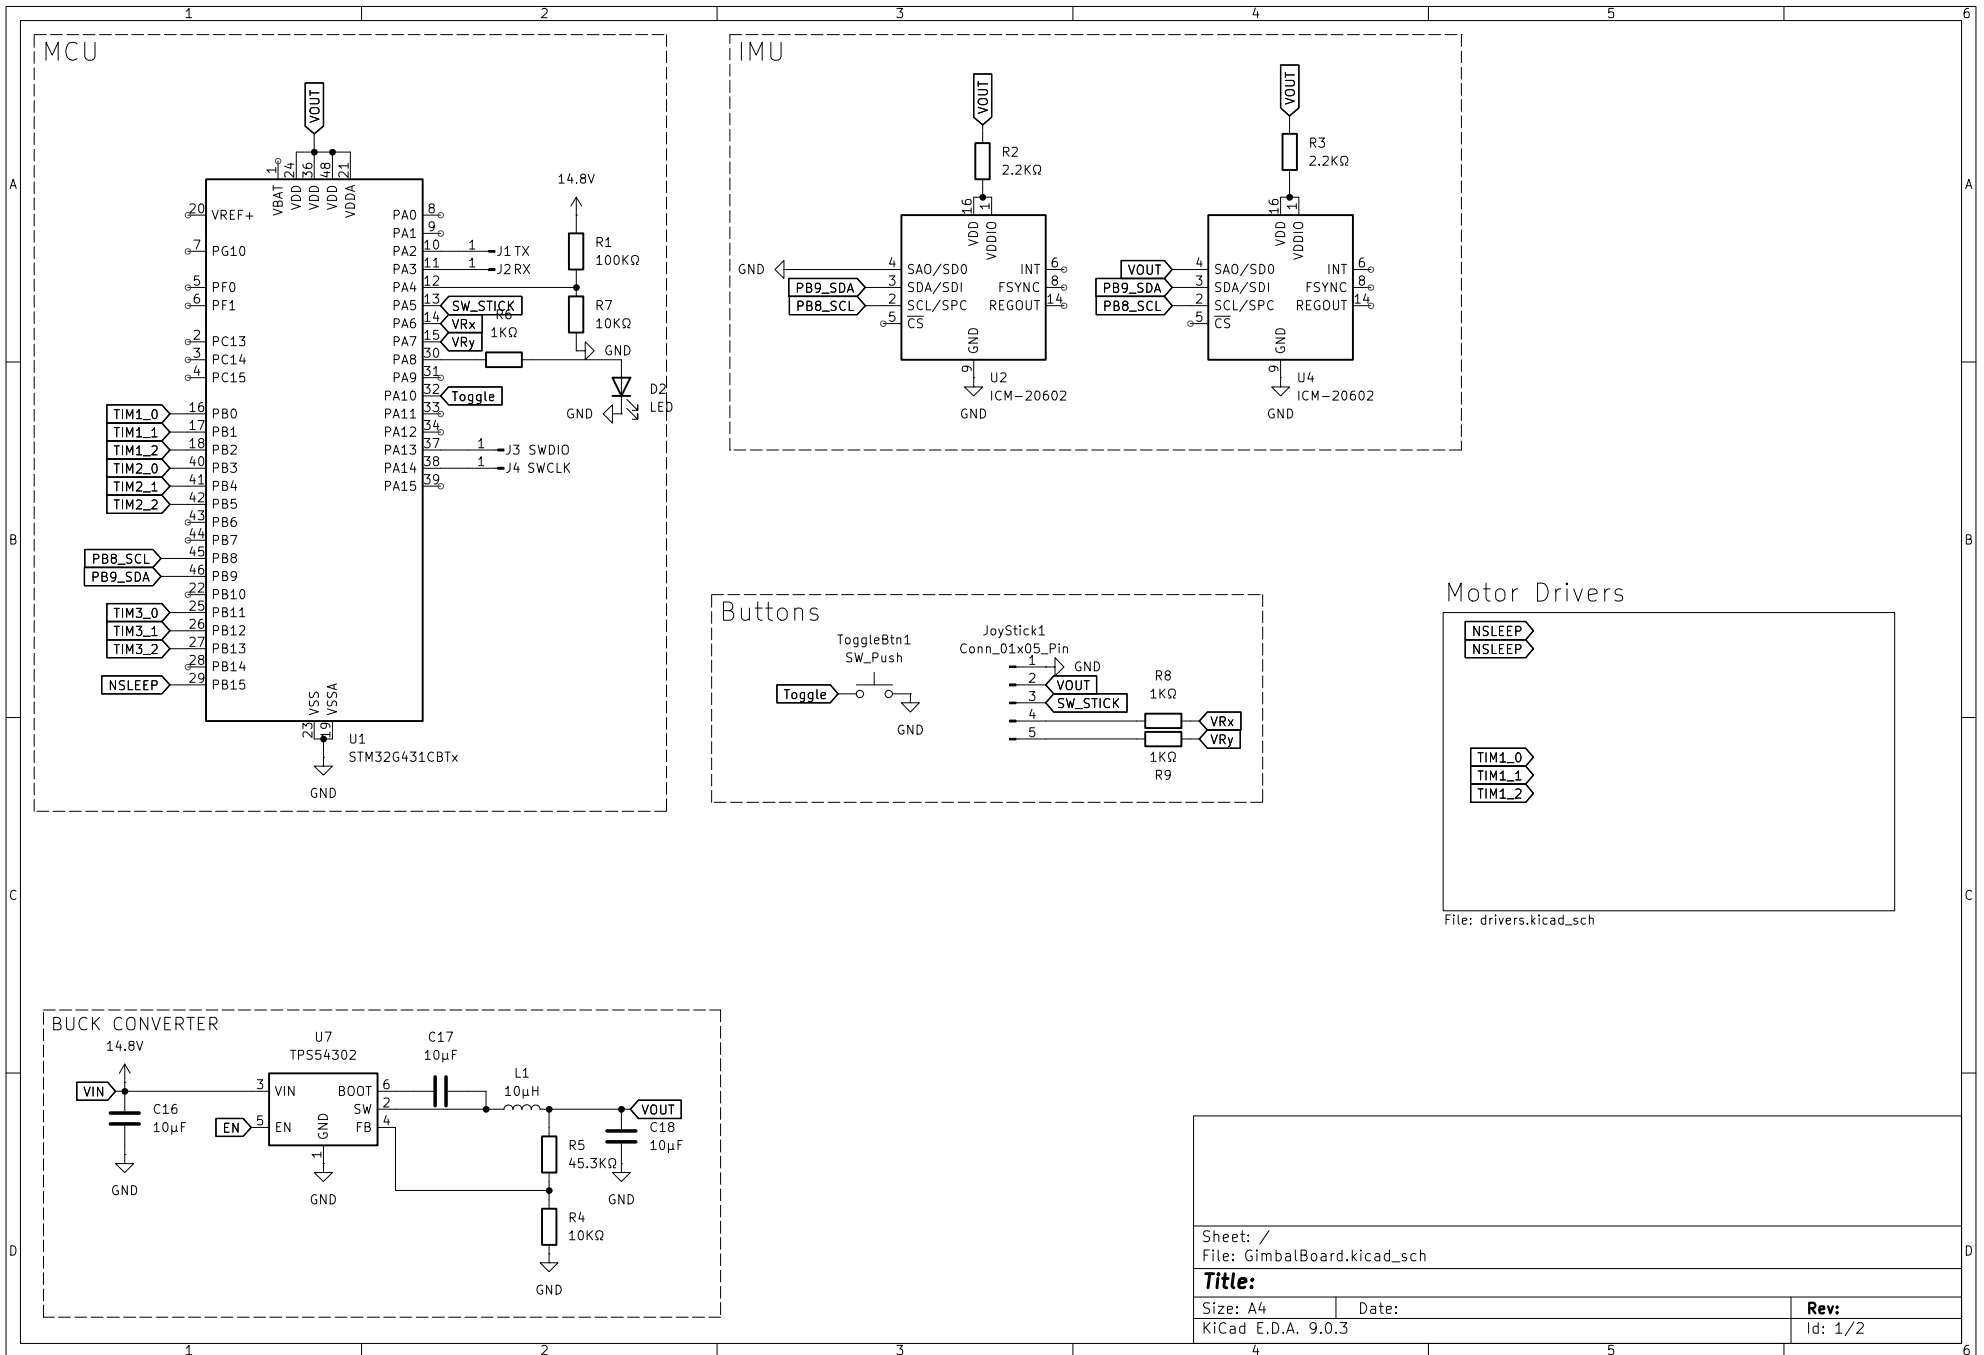 1 2 3 4 5 6
A
B
C
D
MCU
VOUT
1 24 36 48 21
VBAT VDD VDD VDD VDDA
20 VREF+
7 PG10
5 PF0
6 PF1
2 PC13
3 PC14
4 PC15
TIM1_0 16 PB0
TIM1_1 17 PB1
TIM1_2 18 PB2
TIM2_0 40 PB3
TIM2_1 41 PB4
TIM2_2 42 PB5
43 PB6
44 PB7
PB8_SCL 45 PB8
PB9_SDA 46 PB9
22 PB10
TIM3_0 25 PB11
TIM3_1 26 PB12
TIM3_2 27 PB13
28 PB14
NSLEEP 29 PB15
PA0 8
PA1 9
PA2 10 1 J1 TX
PA3 11 1 J2 RX
PA4 12
PA5 13 SW_STICK
PA6 14 VRx
PA7 15 VRy
PA8 30
PA9 31
PA10 32 Toggle
PA11 33
PA12 34
PA13 37 1 J3 SWDIO
PA14 38 1 J4 SWCLK
PA15 39
14.8V
R1
100KΩ
R7
10KΩ
GND
R6
1KΩ
D2
LED
GND
VSS VSSA
23 19
U1
STM32G431CBTx
GND
IMU
VOUT
R2
2.2KΩ
16 1
VDD VDDIO
GND 4 SAO/SD0
PB9_SDA 3 SDA/SDI
PB8_SCL 2 SCL/SPC
5 CS
INT 6
FSYNC 8
REGOUT 14
GND
9
U2
ICM-20602
GND
VOUT
R3
2.2KΩ
16 1
VDD VDDIO
VOUT 4 SAO/SD0
PB9_SDA 3 SDA/SDI
PB8_SCL 2 SCL/SPC
5 CS
INT 6
FSYNC 8
REGOUT 14
GND
9
U4
ICM-20602
GND
Buttons
ToggleBtn1
SW_Push
Toggle
GND
JoyStick1
Conn_01x05_Pin
1 GND
2 VOUT
3 SW_STICK
4 VRx
5 VRy
R8
1KΩ
1KΩ
R9
Motor Drivers
NSLEEP
NSLEEP
TIM1_0
TIM1_1
TIM1_2
File: drivers.kicad_sch
BUCK CONVERTER
14.8V
VIN
C16
10µF
GND
EN
U7
TPS54302
3 VIN
5 EN
BOOT 6
SW 2
FB 4
GND
1
GND
C17
10µF
L1
10µH
VOUT
C18
10µF
GND
R5
45.3KΩ
R4
10KΩ
GND
Sheet: /
File: GimbalBoard.kicad_sch
Title:
Size: A4 Date: Rev:
KiCad E.D.A. 9.0.3 Id: 1/2
A
B
C
D
1 2 3 4 5 6